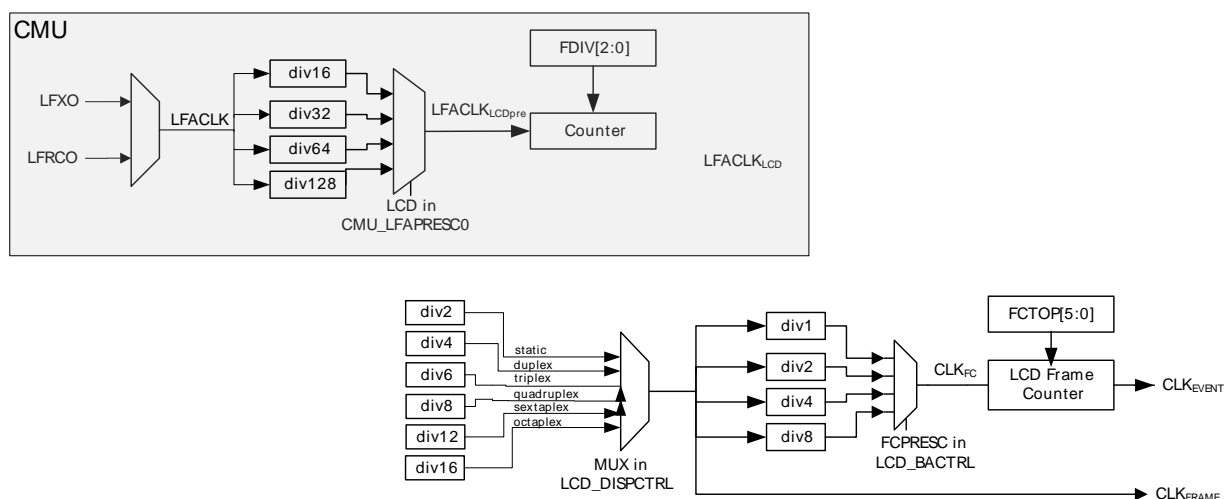 CMU
FDIV[2:0]
div16
LFXO
LFACLK
div32
LFACLKLCDpre
Counter
LFRCO
div64
LFACLKLCD
div128
LCD in
CMU_LFAPRESC0
div2
div4
div6
div8
div12
div16
static
duplex
triplex
quadruplex
sextaplex
octaplex
MUX in
LCD_DISPCTRL
div1
div2
div4
div8
FCPRESC in
LCD_BACTRL
CLKFC
FCTOP[5:0]
LCD Frame
Counter
CLKEVENT
CLKFRAME